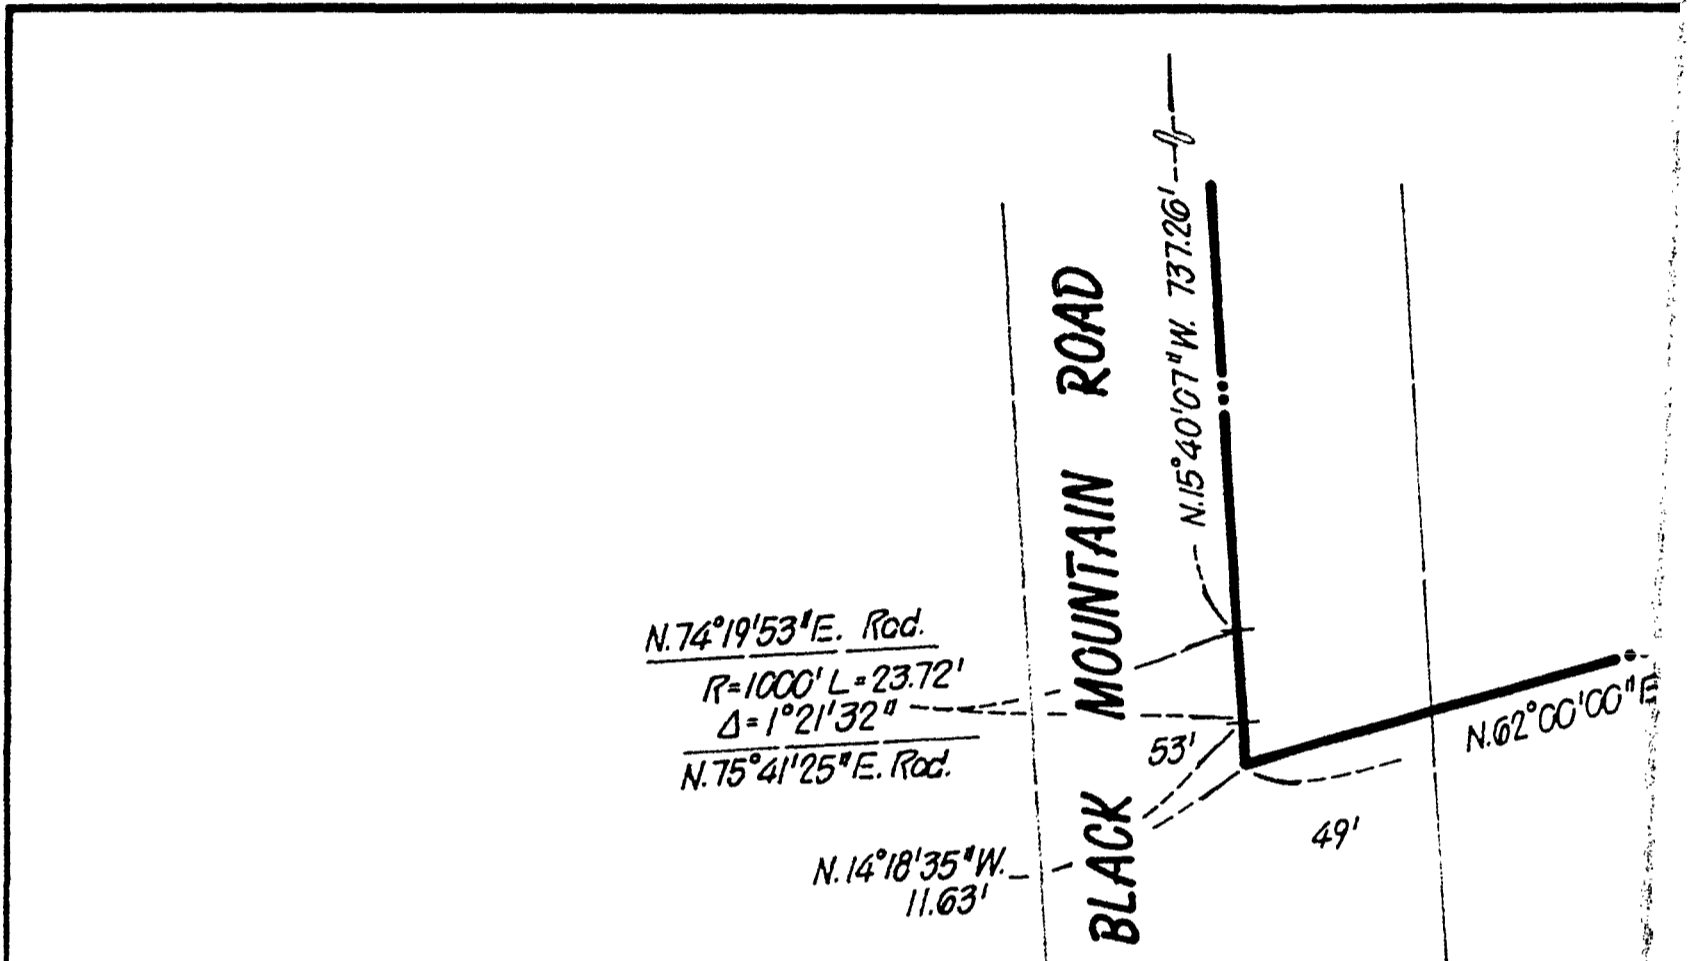 N.15°40'07"W. 737.26'
BLACK MOUNTAIN ROAD
N.74°19'53"E. Rad.
R=1000' L=23.72'
Δ=1°21'32"
N.75°41'25"E. Rad.
53'
N.62°00'00"E
49'
N.14°18'35"W.
11.63'